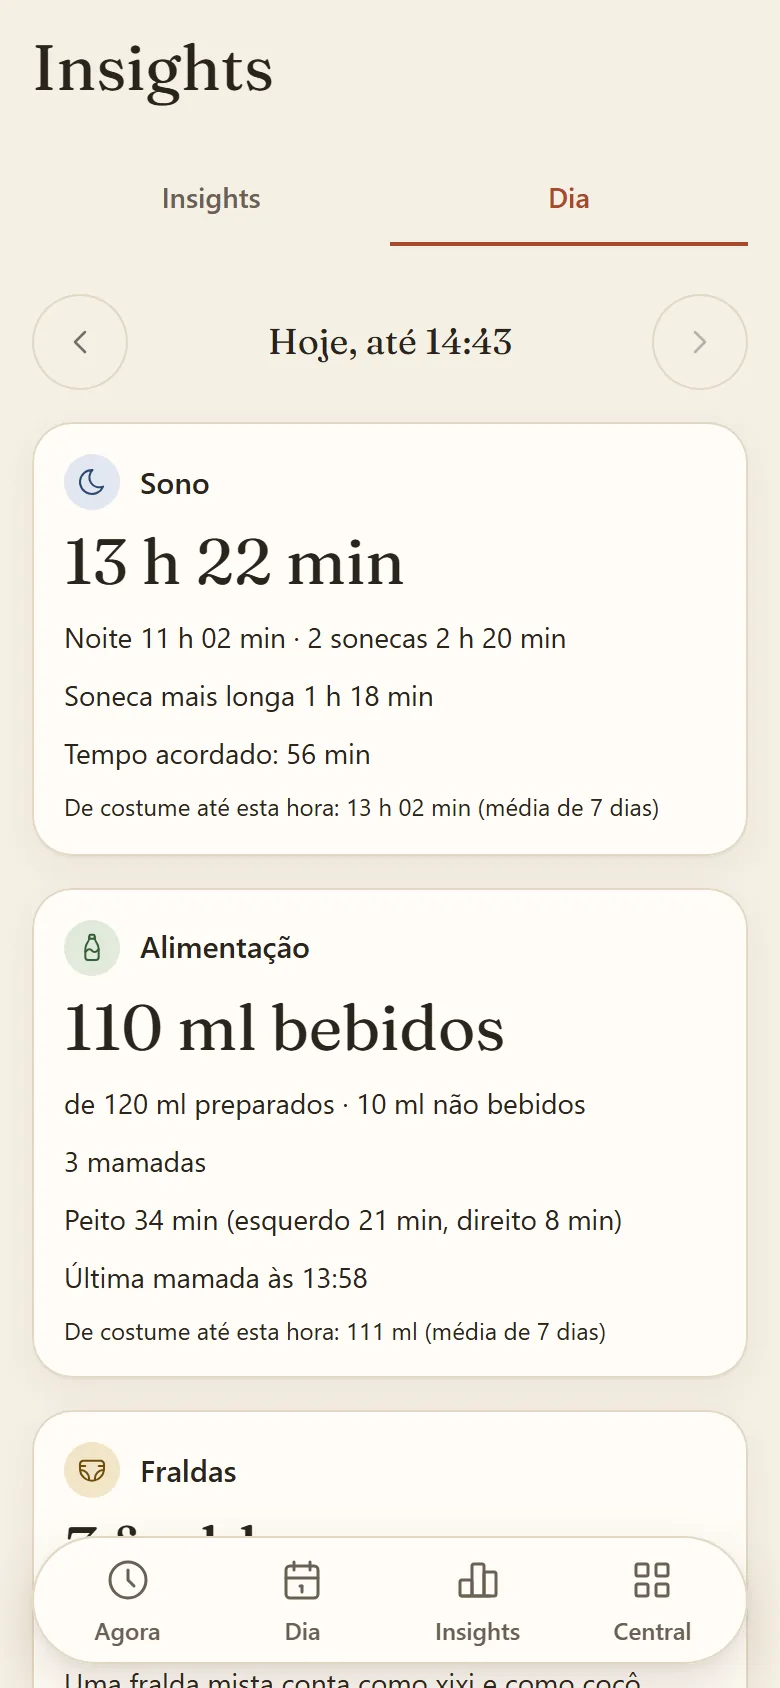 Insights
Insights
Dia
Hoje, até 14:43
Sono
13 h 22 min
Noite 11 h 02 min · 2 sonecas 2 h 20 min
Soneca mais longa 1 h 18 min
Tempo acordado: 56 min
De costume até esta hora: 13 h 02 min (média de 7 dias)
Alimentação
110 ml bebidos
de 120 ml preparados · 10 ml não bebidos
3 mamadas
Peito 34 min (esquerdo 21 min, direito 8 min)
Última mamada às 13:58
De costume até esta hora: 111 ml (média de 7 dias)
Fraldas
Agora
Dia
Insights
Central
Uma fralda mista conta como xixi e como cocô